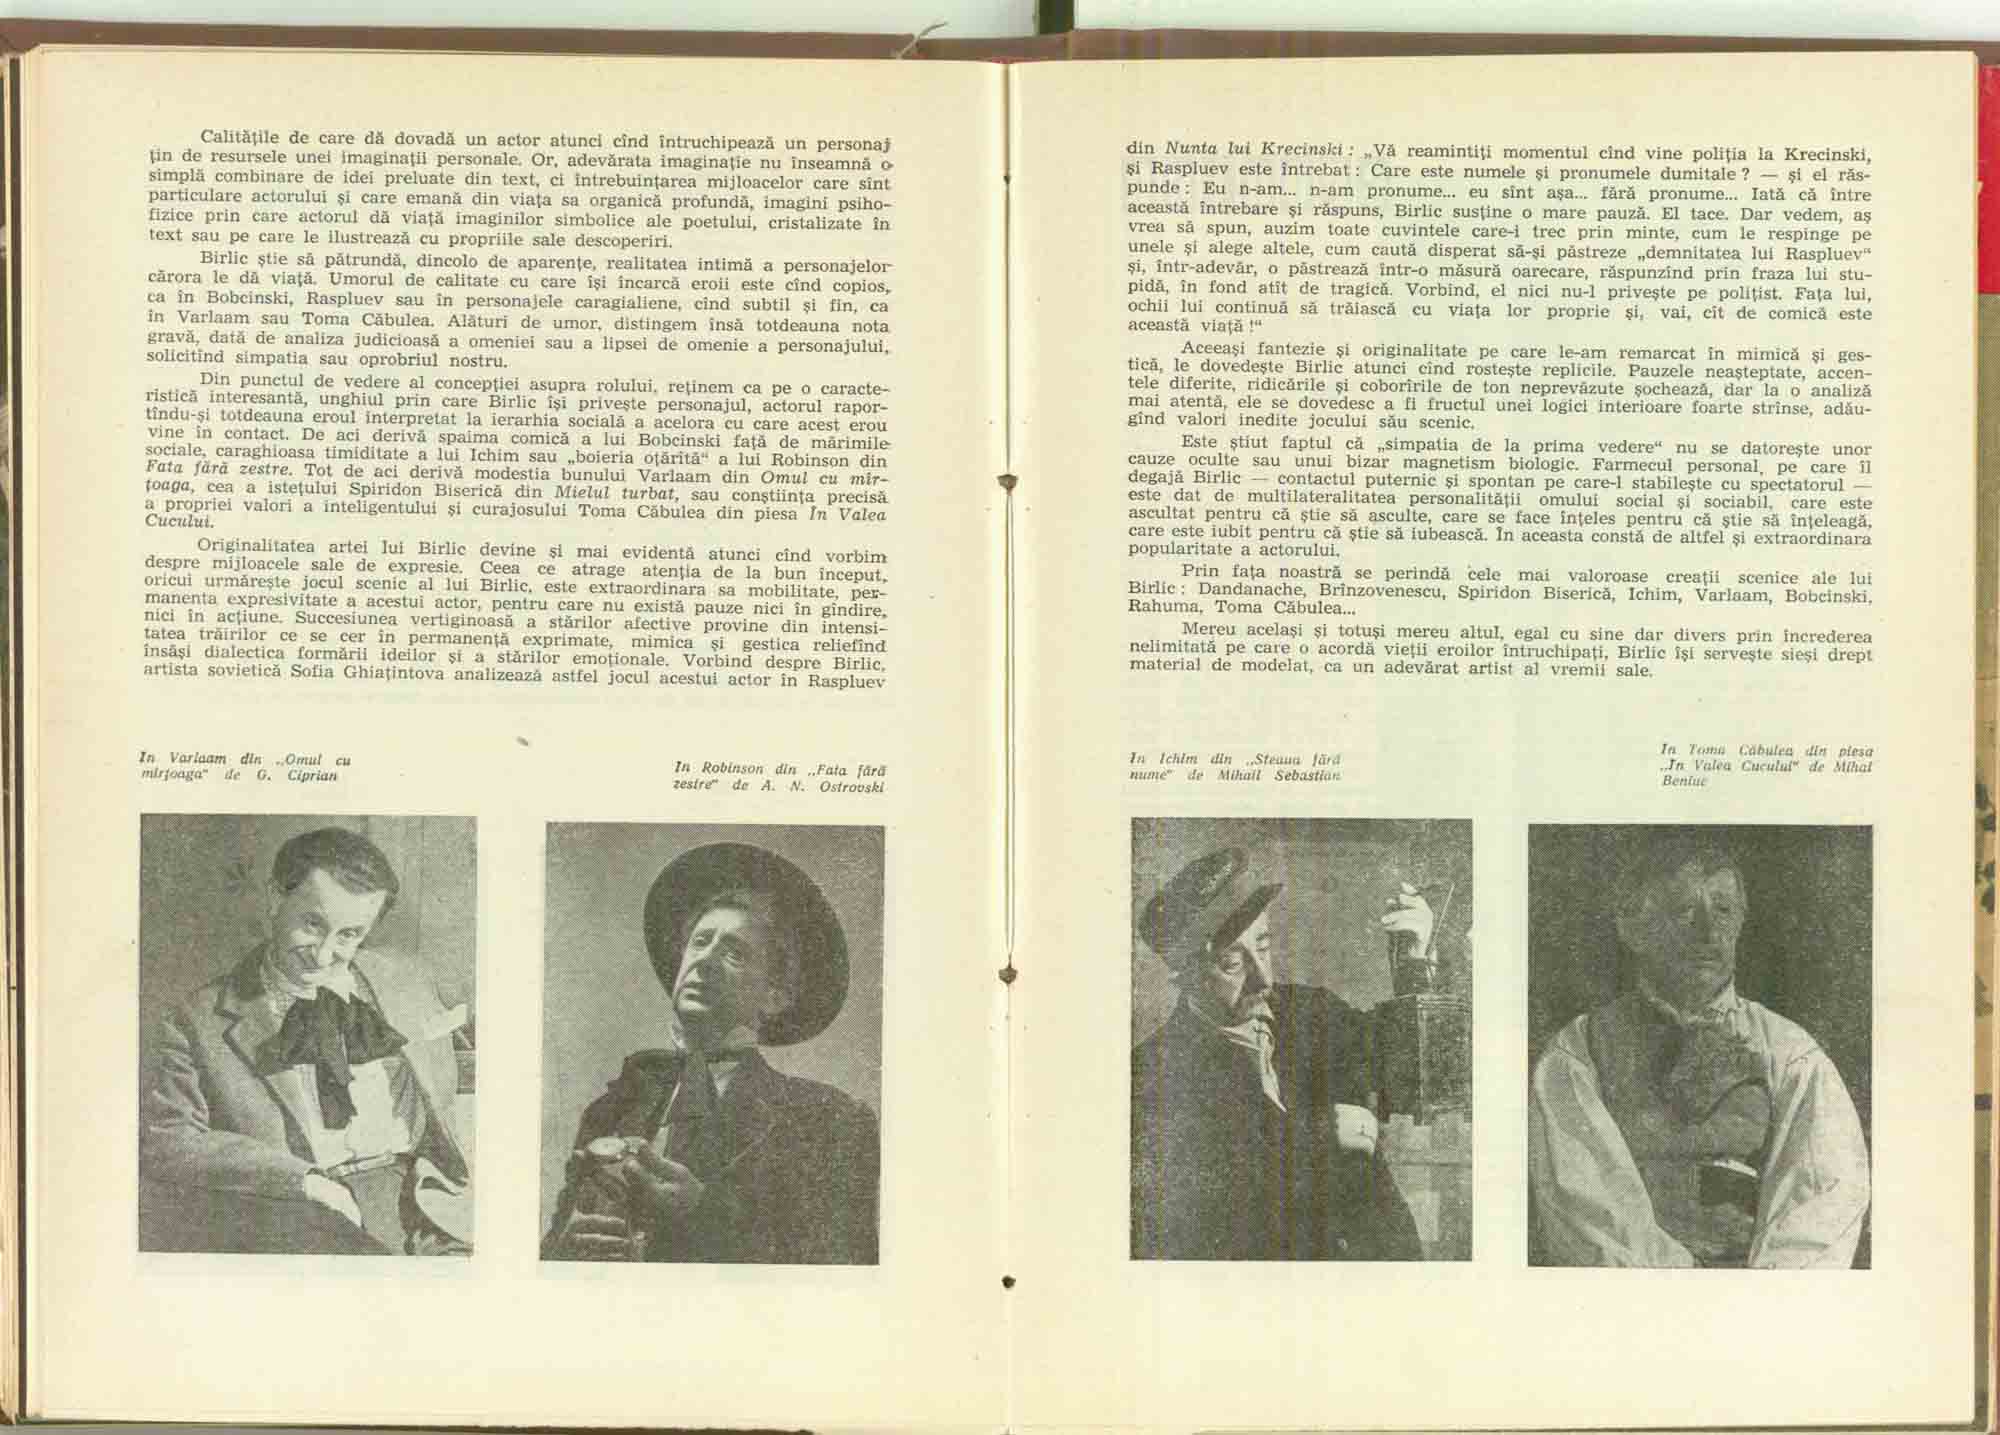 Calitățile de care dă dovadă un actor atunci cînd întruchipează un personaj
țin de resursele unei imaginații personale. Or, adevărata imaginație nu înseamnă o
simplă combinare de idei preluate din text, ci întrebuințarea mijloacelor care sînt
particulare actorului și care emană din viața sa organică profundă, imagini psiho-
fizice prin care actorul dă viață imaginilor simbolice ale poetului, cristalizate în
text sau pe care le ilustrează cu propriile sale descoperiri.
Birlic știe să pătrundă, dincolo de aparențe, realitatea intimă a personajelor
cărora le dă viață. Umorul de calitate cu care își încarcă eroii este cînd copios,
ca în Bobcinski, Raspluev sau în personajele caragialiene, cînd subtil și fin, ca
în Varlaam sau Toma Căbulea. Alături de umor, distingem însă totdeauna nota
gravă, dată de analiza judicioasă a omeniei sau a lipsei de omenie a personajului,
solicitînd simpatia sau oprobriul nostru.
Din punctul de vedere al concepției asupra rolului, reținem ca pe o caracte-
ristică interesantă, unghiul prin care Birlic își privește personajul, actorul rapor-
tîndu-și totdeauna eroul interpretat la ierarhia socială a acelora cu care acest erou
vine în contact. De aci derivă spaima comică a lui Bobcinski față de mărimile
sociale, caraghioasa timiditate a lui Ichim sau „boieria oțărîtă“ a lui Robinson din
Fata fără zestre. Tot de aci derivă modestia bunului Varlaam din Omul cu mîr-
țoaga, cea a istețului Spiridon Biserică din Mielul turbat, sau conștiința precisă
a propriei valori a inteligentului și curajosului Toma Căbulea din piesa In Valea
Cucului.
Originalitatea artei lui Birlic devine și mai evidentă atunci cînd vorbim
despre mijloacele sale de expresie. Ceea ce atrage atenția de la bun început,
oricui urmărește jocul scenic al lui Birlic, este extraordinara sa mobilitate, per-
manenta expresivitate a acestui actor, pentru care nu există pauze nici în gîndire,
nici în acțiune. Succesiunea vertiginoasă a stărilor afective provine din intensi-
tatea trăirilor ce se cer în permanență exprimate, mimica și gestica reliefînd
însăși dialectica formării ideilor și a stărilor emoționale. Vorbind despre Birlic,
artista sovietică Sofia Ghiațintova analizează astfel jocul acestui actor în Raspluev
In Varlaam din „Omul cu
mîrțoaga“ de G. Ciprian
In Robinson din „Fata fără
zestre“ de A. N. Ostrovski
din Nunta lui Krecinski : „Vă reamintiți momentul cînd vine poliția la Krecinski,
și Raspluev este întrebat : Care este numele și pronumele dumitale ? — și el răs-
punde : Eu n-am... n-am pronume... eu sînt așa... fără pronume... Iată că între
această întrebare și răspuns, Birlic susține o mare pauză. El tace. Dar vedem, aș
vrea să spun, auzim toate cuvintele care-i trec prin minte, cum le respinge pe
unele și alege altele, cum caută disperat să-și păstreze „demnitatea lui Raspluev“
și, într-adevăr, o păstrează într-o măsură oarecare, răspunzînd prin fraza lui stu-
pidă, în fond atît de tragică. Vorbind, el nici nu-l privește pe polițist. Fața lui,
ochii lui continuă să trăiască cu viața lor proprie și, vai, cît de comică este
această viață !“
Aceeași fantezie și originalitate pe care le-am remarcat în mimică și ges-
tică, le dovedește Birlic atunci cînd rostește replicile. Pauzele neașteptate, accen-
tele diferite, ridicările și coborîrile de ton neprevăzute șochează, dar la o analiză
mai atentă, ele se dovedesc a fi fructul unei logici interioare foarte strînse, adău-
gînd valori inedite jocului său scenic.
Este știut faptul că „simpatia de la prima vedere“ nu se datorește unor
cauze oculte sau unui bizar magnetism biologic. Farmecul personal, pe care îl
degajă Birlic — contactul puternic și spontan pe care-l stabilește cu spectatorul —
este dat de multilateralitatea personalității omului social și sociabil, care este
ascultat pentru că știe să asculte, care se face înțeles pentru că știe să înțeleagă,
care este iubit pentru că știe să iubească. In aceasta constă de altfel și extraordinara
popularitate a actorului.
Prin fața noastră se perindă cele mai valoroase creații scenice ale lui
Birlic : Dandanache, Brînzovenescu, Spiridon Biserică, Ichim, Varlaam, Bobcinski,
Rahuma, Toma Căbulea...
Mereu același și totuși mereu altul, egal cu sine dar divers prin încrederea
nelimitată pe care o acordă vieții eroilor întruchipați, Birlic își servește sieși drept
material de modelat, ca un adevărat artist al vremii sale.
In Ichim din „Steaua fără
nume“ de Mihail Sebastian
In Toma Căbulea din piesa
„In Valea Cucului“ de Mihai
Beniuc